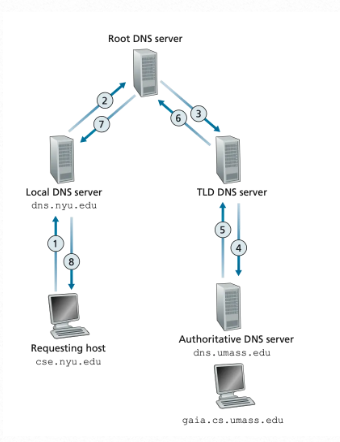 Root DNS server
2
3
7
6
Local DNS server
dns.nyu.edu
TLD DNS server
1
8
5
4
Requesting host
cse.nyu.edu
Authoritative DNS server
dns.umass.edu
gaia.cs.umass.edu